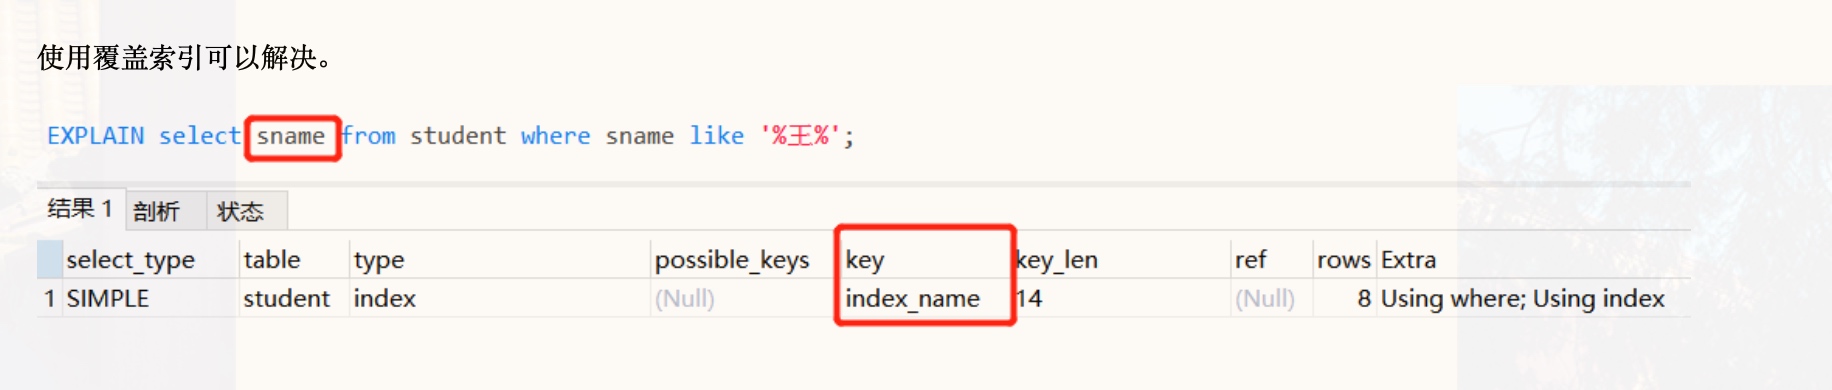 使用覆盖索引可以解决。
EXPLAIN select sname from student where sname like '%王%';
结果 1 剖析 状态
select_type table type possible_keys key key_len ref rows Extra
1 SIMPLE student index (Null) index_name 14 (Null) 8 Using where; Using index